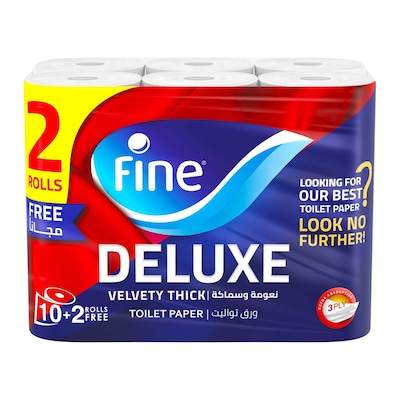 2
ROLLS
FREE
مجاناً
fine®
LOOKING FOR
OUR BEST
TOILET PAPER
?
LOOK NO
FURTHER!
DELUXE
VELVETY THICK | نعومة وسماكة
TOILET PAPER | ورق تواليت
10+2 ROLLS FREE
3 PLY